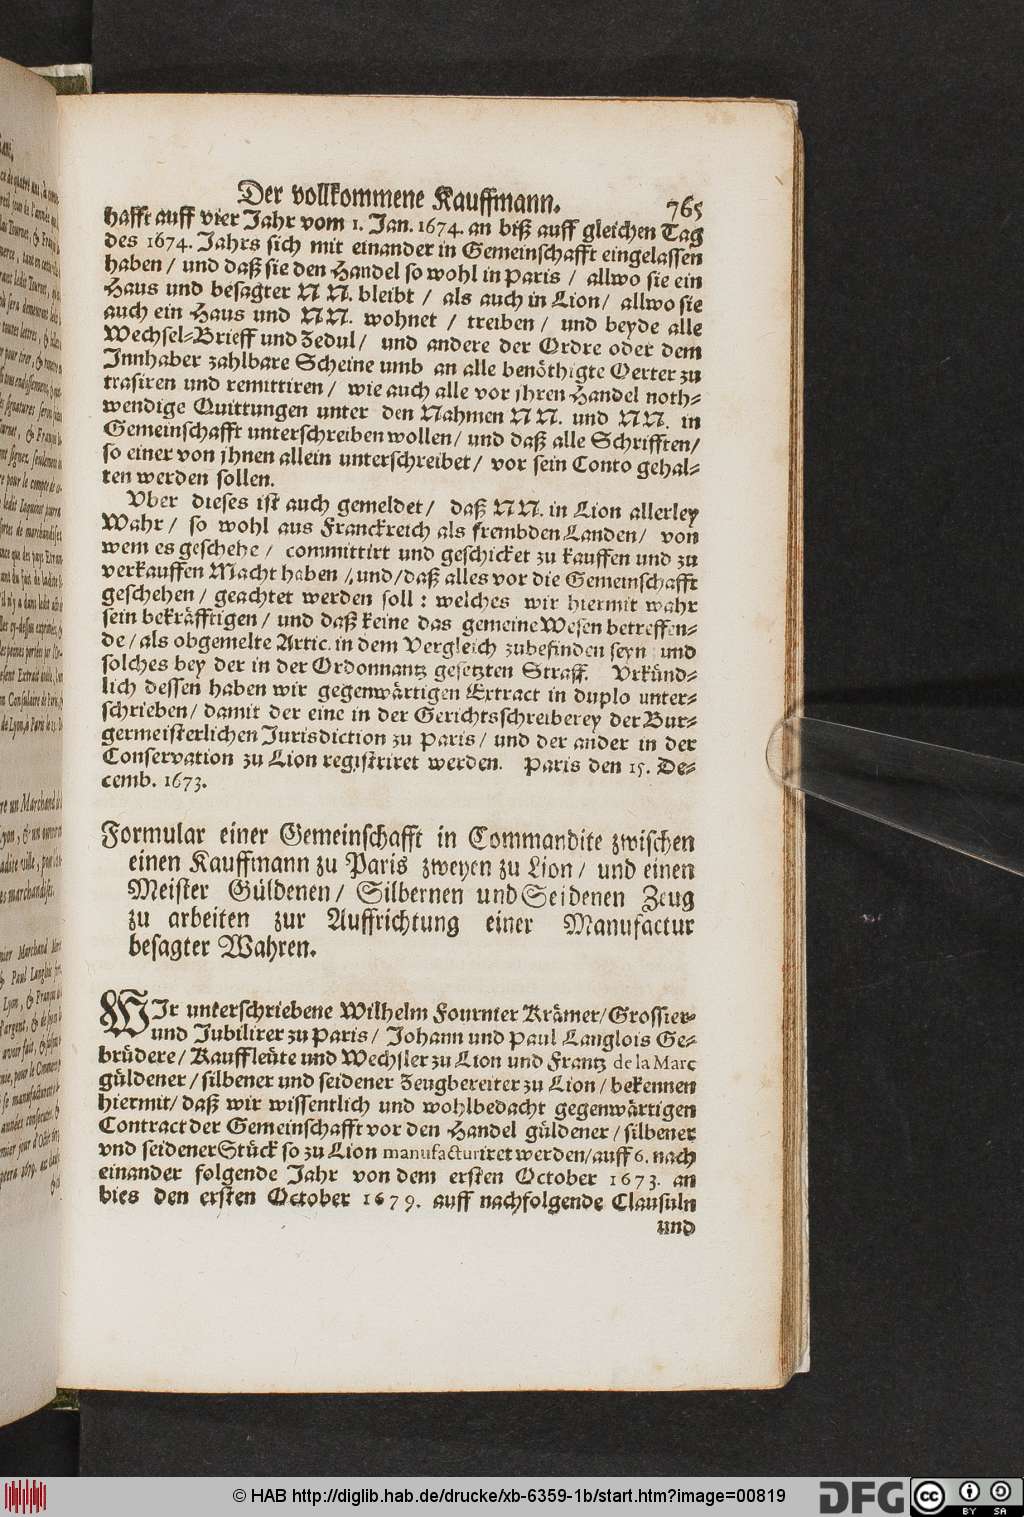 Der vollkommene Kauffmann. 765
hafft auff vier Jahr vom 1. Jan. 1674. an biß auff gleichen Tag
des 1674. Jahrs sich mit einander in Gemeinschafft eingelassen
haben / und daß sie den Handel so wohl in Paris / allwo sie ein
Haus und besagter N N. bleibt / als auch in Lion / allwo sie
auch ein Haus und NN. wohnet / treiben / und beyde alle
Wechsel-Brieff und Zedul / und andere der Ordre oder dem
Innhaber zahlbare Scheine umb an alle benöthigte Oerter zu
trasiren und remittiren / wie auch alle vor jhren Handel noth-
wendige Quittungen unter den Nahmen N N. und N N. in
Gemeinschafft unterschreiben wollen / und daß alle Schrifften /
so einer von jhnen allein unterschreibet / vor sein Conto gehal-
ten werden sollen.
Vber dieses ist auch gemeldet / daß N N. in Lion allerley
Wahr / so wohl aus Franckreich als frembden Landen / von
wem es geschehe / committirt und geschicket zu kauffen und zu
verkauffen Macht haben / und / daß alles vor die Gemeinschafft
geschehen / geachtet werden soll : welches wir hiermit wahr
sein bekräfftigen / und daß keine das gemeine Wesen betreffen-
de / als obgemelte Artic. in dem Vergleich zubefinden seyn und
solches bey der in der Ordonnantz gesetzten Straff. Vrkünd-
lich dessen haben wir gegenwärtigen Extract in duplo unter-
schrieben / damit der eine in der Gerichtsschreiberey der Bur-
germeisterlichen Jurisdiction zu Paris / und der ander in der
Conservation zu Lion registriret werden. Paris den 15. De-
cemb. 1673.
Formular einer Gemeinschafft in Commandite zwischen
einen Kauffmann zu Paris zweyen zu Lion / und einen
Meister Güldenen / Silbernen und Seidenen Zeug
zu arbeiten zur Auffrichtung einer Manufactur
besagter Wahren.
WIr unterschriebene Wilhelm Fournier Krämer / Grossier-
und Jubilirer zu Paris / Johann und Paul Langlois Ge-
brüdere / Kauffleüte und Wechsler zu Lion und Frantz de la Marc
güldener / silbener und seidener Zeugbereiter zu Lion / bekennen
hiermit / daß wir wissentlich und wohlbedacht gegenwärtigen
Contract der Gemeinschafft vor den Handel güldener / silbener
vnd seidener Stück so zu Lion manufacturiret werden / auff 6. nach
einander folgende Jahr von dem ersten October 1673. an
bies den ersten October 1679. auff nachfolgende Clausuln
und
© HAB http://diglib.hab.de/drucke/xb-6359-1b/start.htm?image=00819
DFG
cc BY SA